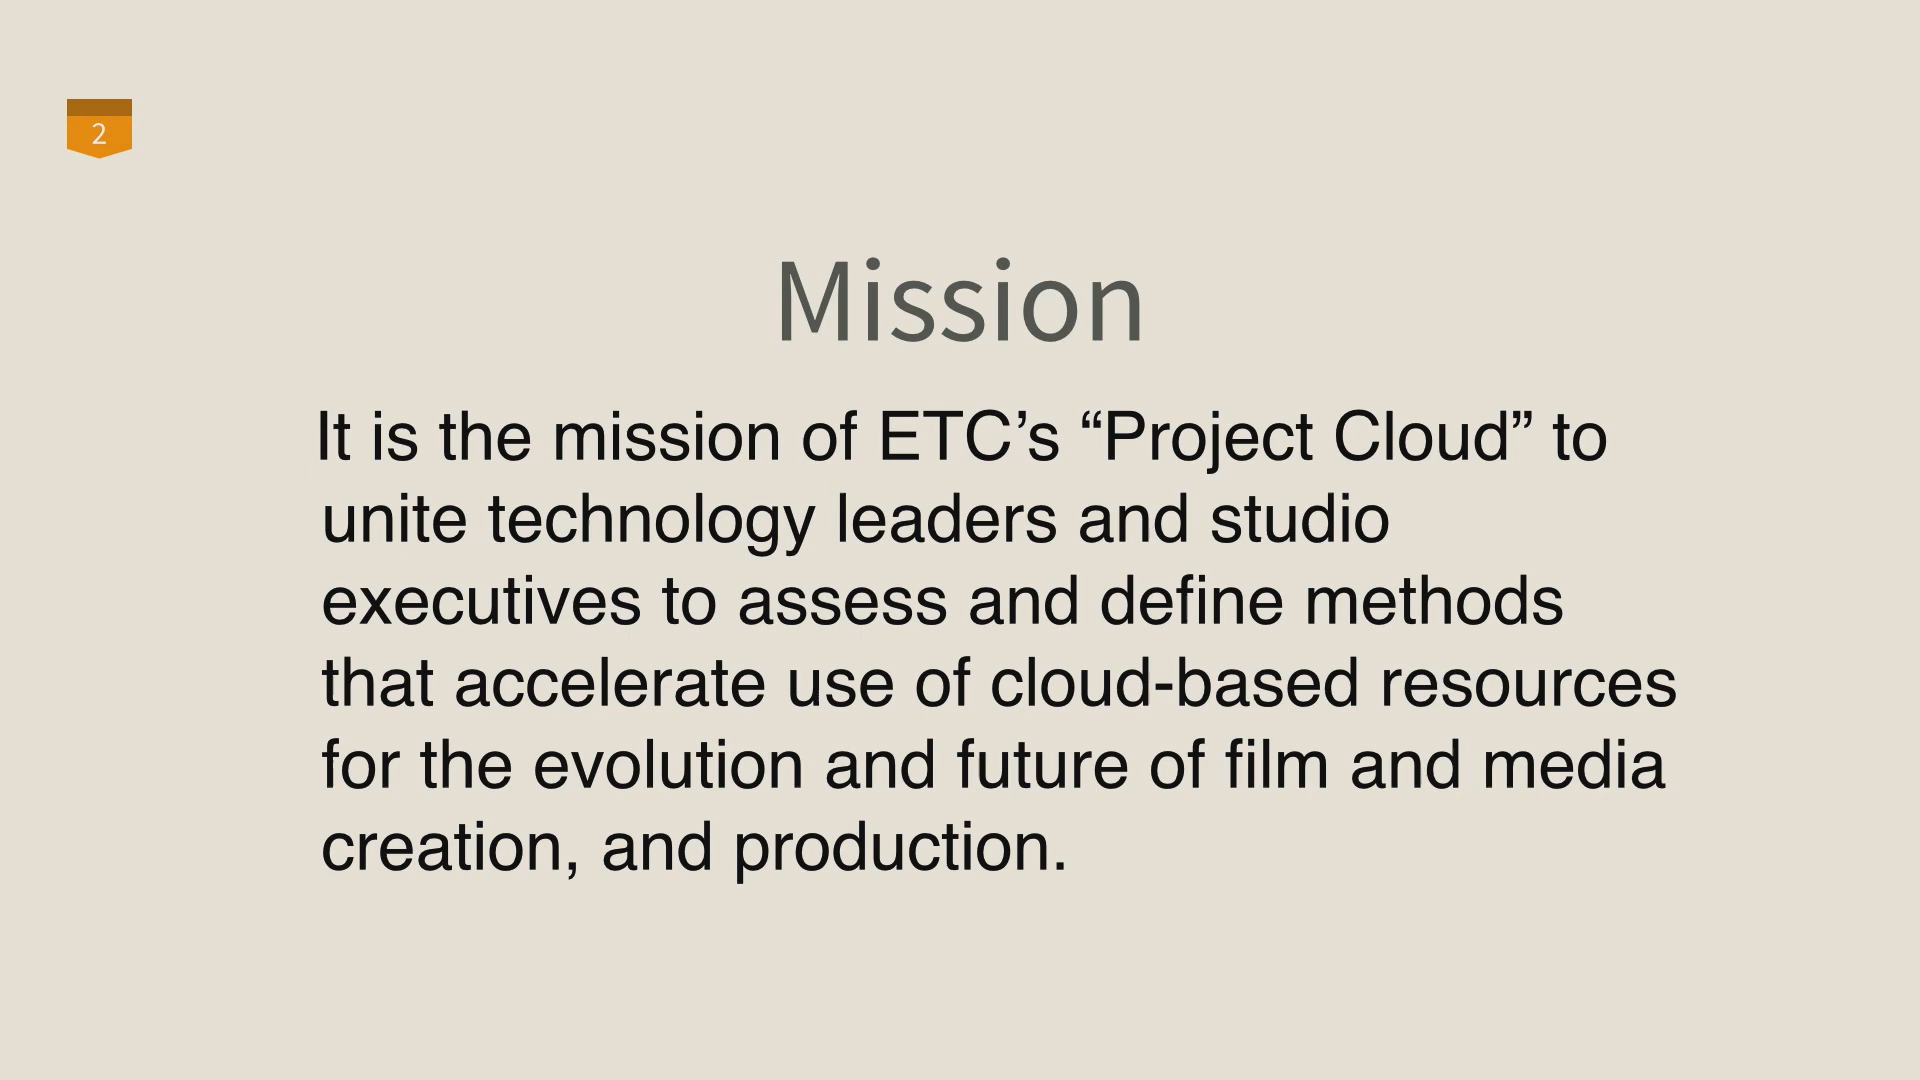 2
Mission
It is the mission of ETC’s “Project Cloud” to
unite technology leaders and studio
executives to assess and define methods
that accelerate use of cloud-based resources
for the evolution and future of film and media
creation, and production.